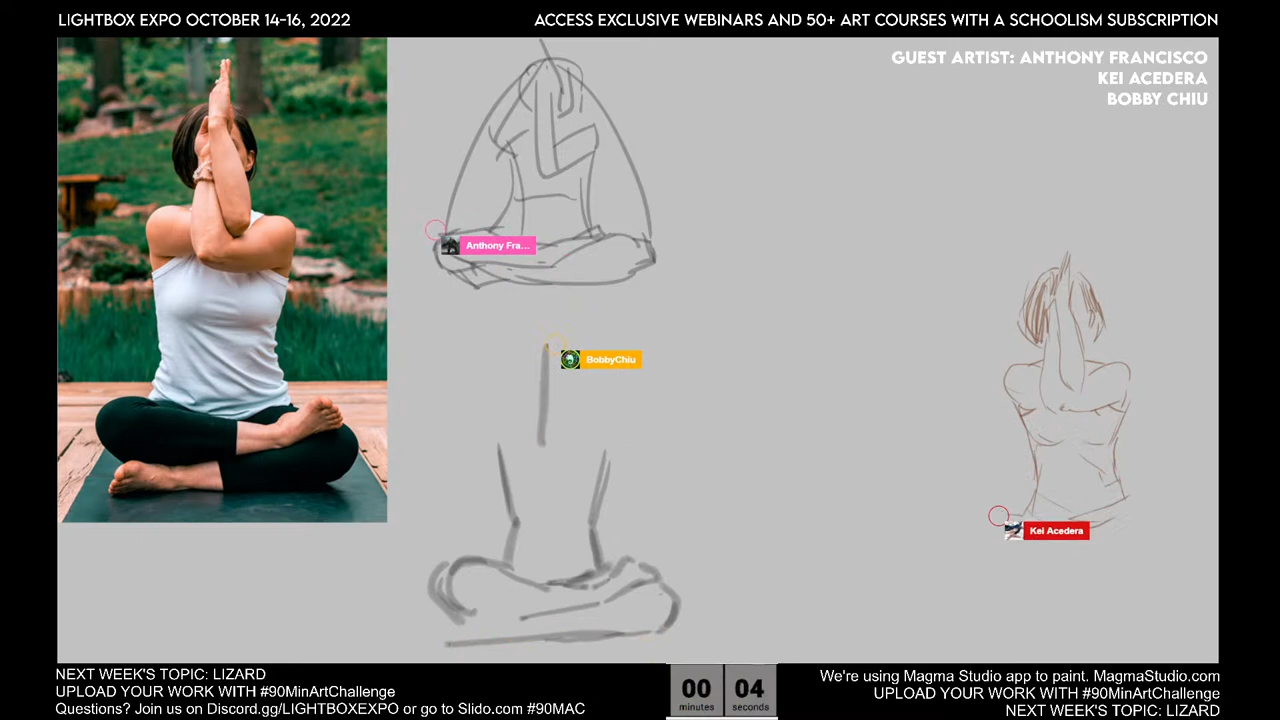 LIGHTBOX EXPO OCTOBER 14-16, 2022
ACCESS EXCLUSIVE WEBINARS AND 50+ ART COURSES WITH A SCHOOLISM SUBSCRIPTION
GUEST ARTIST: ANTHONY FRANCISCO
KEI ACEDERA
BOBBY CHIU
Anthony Fra...
BobbyChiu
Kei Acedera
NEXT WEEK'S TOPIC: LIZARD
UPLOAD YOUR WORK WITH #90MinArtChallenge
Questions? Join us on Discord.gg/LIGHTBOXEXPO or go to Slido.com #90MAC
00 04
minutes seconds
We're using Magma Studio app to paint. MagmaStudio.com
UPLOAD YOUR WORK WITH #90MinArtChallenge
NEXT WEEK'S TOPIC: LIZARD